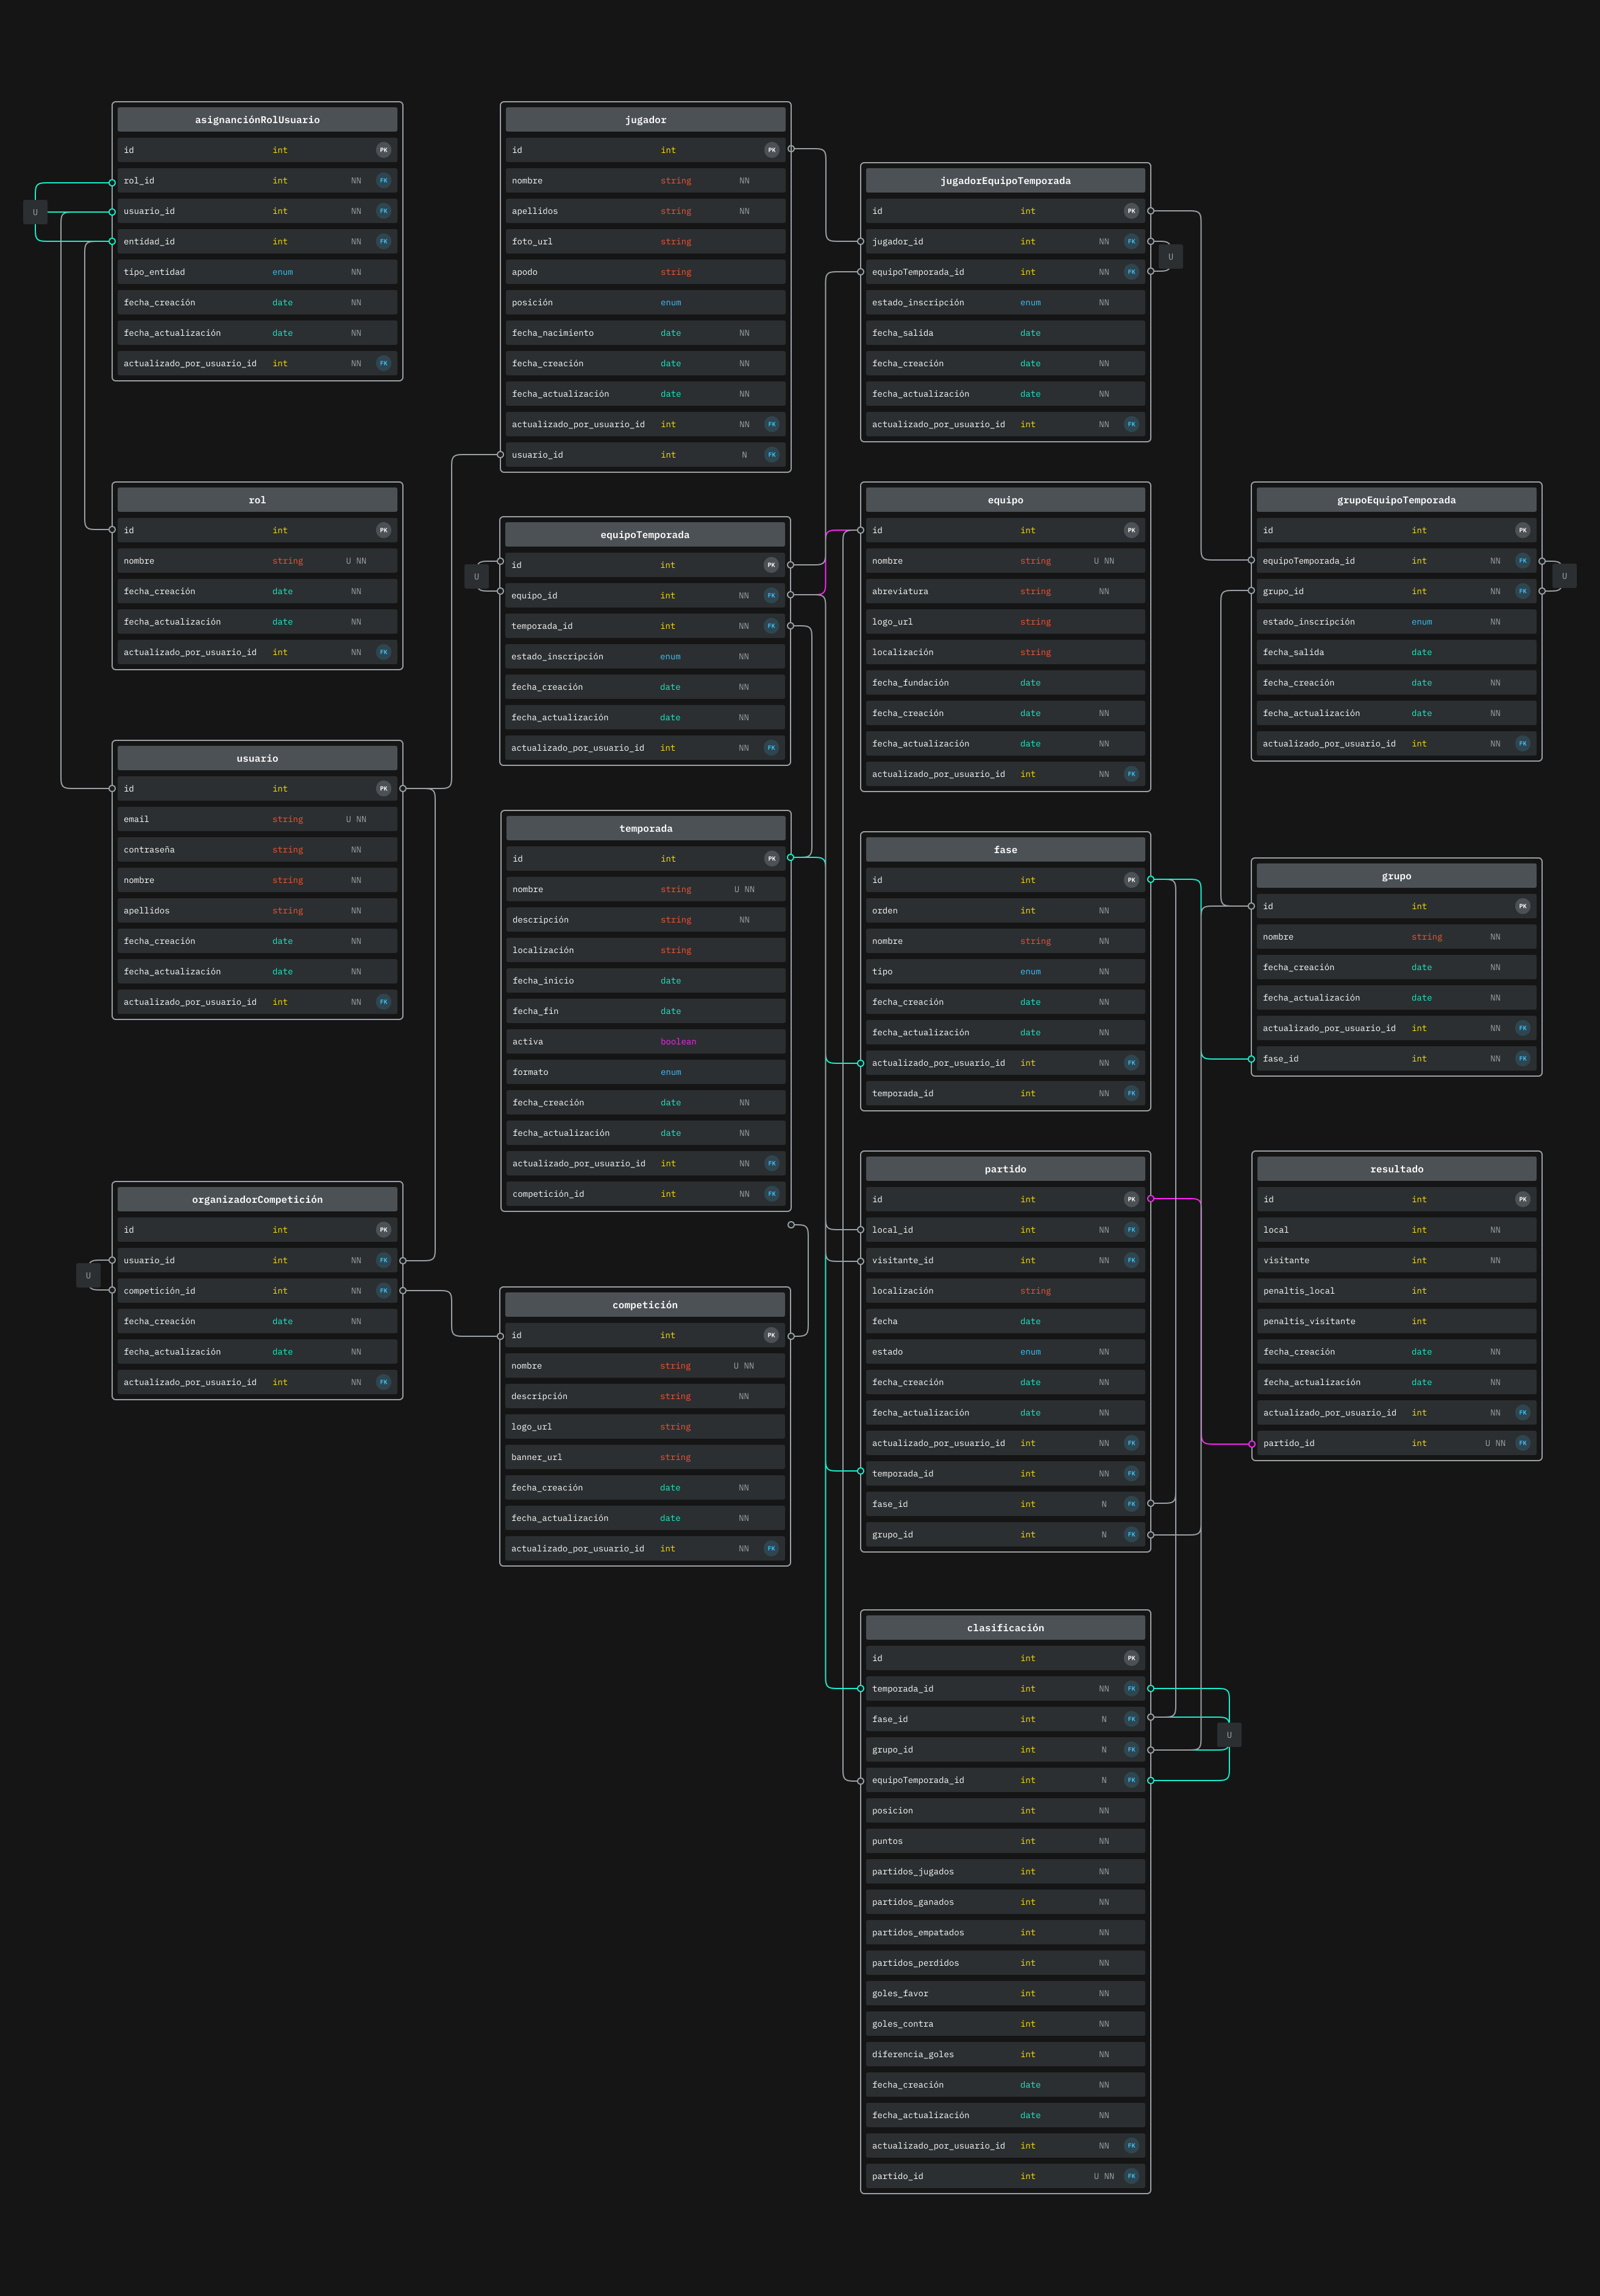 asignanciónRolUsuario
id int PK
rol_id int NN FK
U
usuario_id int NN FK
entidad_id int NN FK
tipo_entidad enum NN
fecha_creación date NN
fecha_actualización date NN
actualizado_por_usuario_id int NN FK
rol
id int PK
nombre string U NN
fecha_creación date NN
fecha_actualización date NN
actualizado_por_usuario_id int NN FK
usuario
id int PK
email string U NN
contraseña string NN
nombre string NN
apellidos string NN
fecha_creación date NN
fecha_actualización date NN
actualizado_por_usuario_id int NN FK
organizadorCompetición
id int PK
usuario_id int NN FK
U
competición_id int NN FK
fecha_creación date NN
fecha_actualización date NN
actualizado_por_usuario_id int NN FK
jugador
id int PK
nombre string NN
apellidos string NN
foto_url string
apodo string
posición enum
fecha_nacimiento date NN
fecha_creación date NN
fecha_actualización date NN
actualizado_por_usuario_id int NN FK
usuario_id int N FK
equipoTemporada
id int PK
U
equipo_id int NN FK
temporada_id int NN FK
estado_inscripción enum NN
fecha_creación date NN
fecha_actualización date NN
actualizado_por_usuario_id int NN FK
temporada
id int PK
nombre string U NN
descripción string NN
localización string
fecha_inicio date
fecha_fin date
activa boolean
formato enum
fecha_creación date NN
fecha_actualización date NN
actualizado_por_usuario_id int NN FK
competición_id int NN FK
competición
id int PK
nombre string U NN
descripción string NN
logo_url string
banner_url string
fecha_creación date NN
fecha_actualización date NN
actualizado_por_usuario_id int NN FK
jugadorEquipoTemporada
id int PK
jugador_id int NN FK
U
equipoTemporada_id int NN FK
estado_inscripción enum NN
fecha_salida date
fecha_creación date NN
fecha_actualización date NN
actualizado_por_usuario_id int NN FK
equipo
id int PK
nombre string U NN
abreviatura string NN
logo_url string
localización string
fecha_fundación date
fecha_creación date NN
fecha_actualización date NN
actualizado_por_usuario_id int NN FK
fase
id int PK
orden int NN
nombre string NN
tipo enum NN
fecha_creación date NN
fecha_actualización date NN
actualizado_por_usuario_id int NN FK
temporada_id int NN FK
partido
id int PK
local_id int NN FK
visitante_id int NN FK
localización string
fecha date
estado enum NN
fecha_creación date NN
fecha_actualización date NN
actualizado_por_usuario_id int NN FK
temporada_id int NN FK
fase_id int N FK
grupo_id int N FK
clasificación
id int PK
temporada_id int NN FK
fase_id int N FK
U
grupo_id int N FK
equipoTemporada_id int N FK
posicion int NN
puntos int NN
partidos_jugados int NN
partidos_ganados int NN
partidos_empatados int NN
partidos_perdidos int NN
goles_favor int NN
goles_contra int NN
diferencia_goles int NN
fecha_creación date NN
fecha_actualización date NN
actualizado_por_usuario_id int NN FK
partido_id int U NN FK
grupoEquipoTemporada
id int PK
equipoTemporada_id int NN FK
U
grupo_id int NN FK
estado_inscripción enum NN
fecha_salida date
fecha_creación date NN
fecha_actualización date NN
actualizado_por_usuario_id int NN FK
grupo
id int PK
nombre string NN
fecha_creación date NN
fecha_actualización date NN
actualizado_por_usuario_id int NN FK
fase_id int NN FK
resultado
id int PK
local int NN
visitante int NN
penaltis_local int
penaltis_visitante int
fecha_creación date NN
fecha_actualización date NN
actualizado_por_usuario_id int NN FK
partido_id int U NN FK